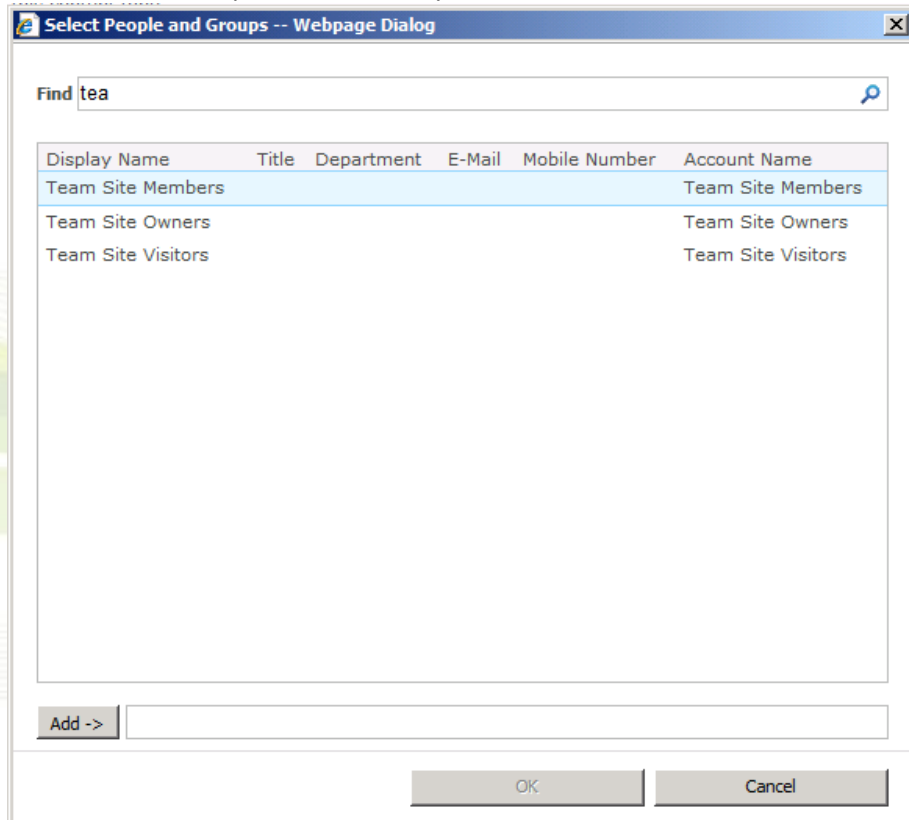 Select People and Groups -- Webpage Dialog
Find tea
Display Name Title Department E-Mail Mobile Number Account Name
Team Site Members Team Site Members
Team Site Owners Team Site Owners
Team Site Visitors Team Site Visitors
Add ->
OK Cancel